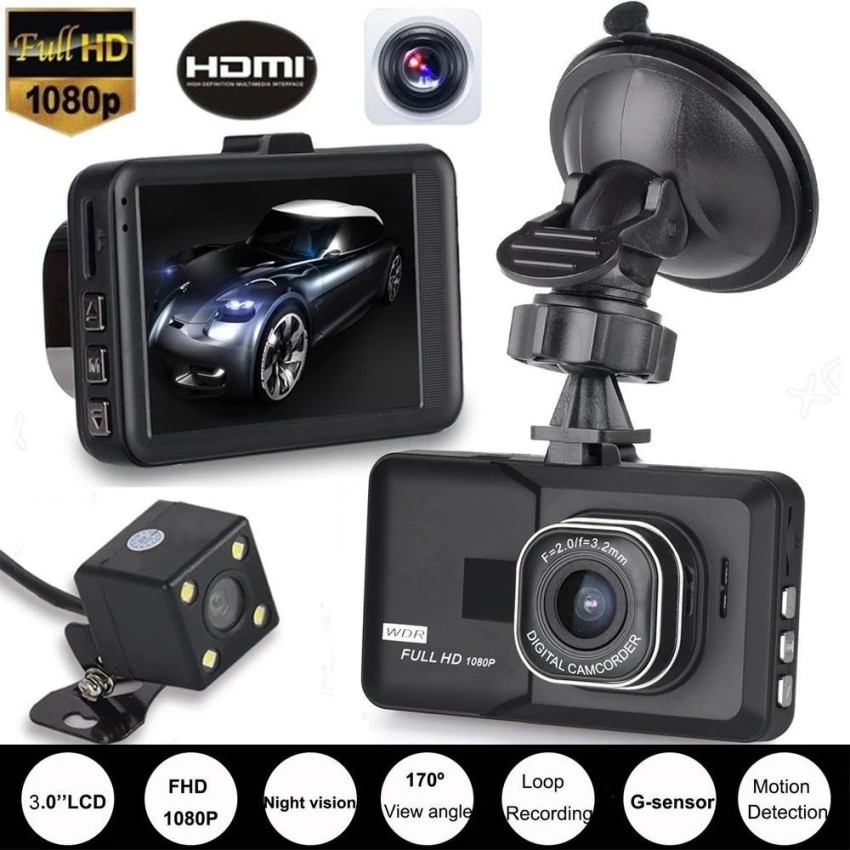 Full HD
1080p
HDMI
HIGH DEFINITION MULTIMEDIA INTERFACE
M
F=2.0/f=3.2mm
DIGITAL CAMCORDER
WDR
FULL HD 1080P
3.0’’LCD
FHD
1080P
Night vision
170º
View angle
Loop
Recording
G-sensor
Motion
Detection